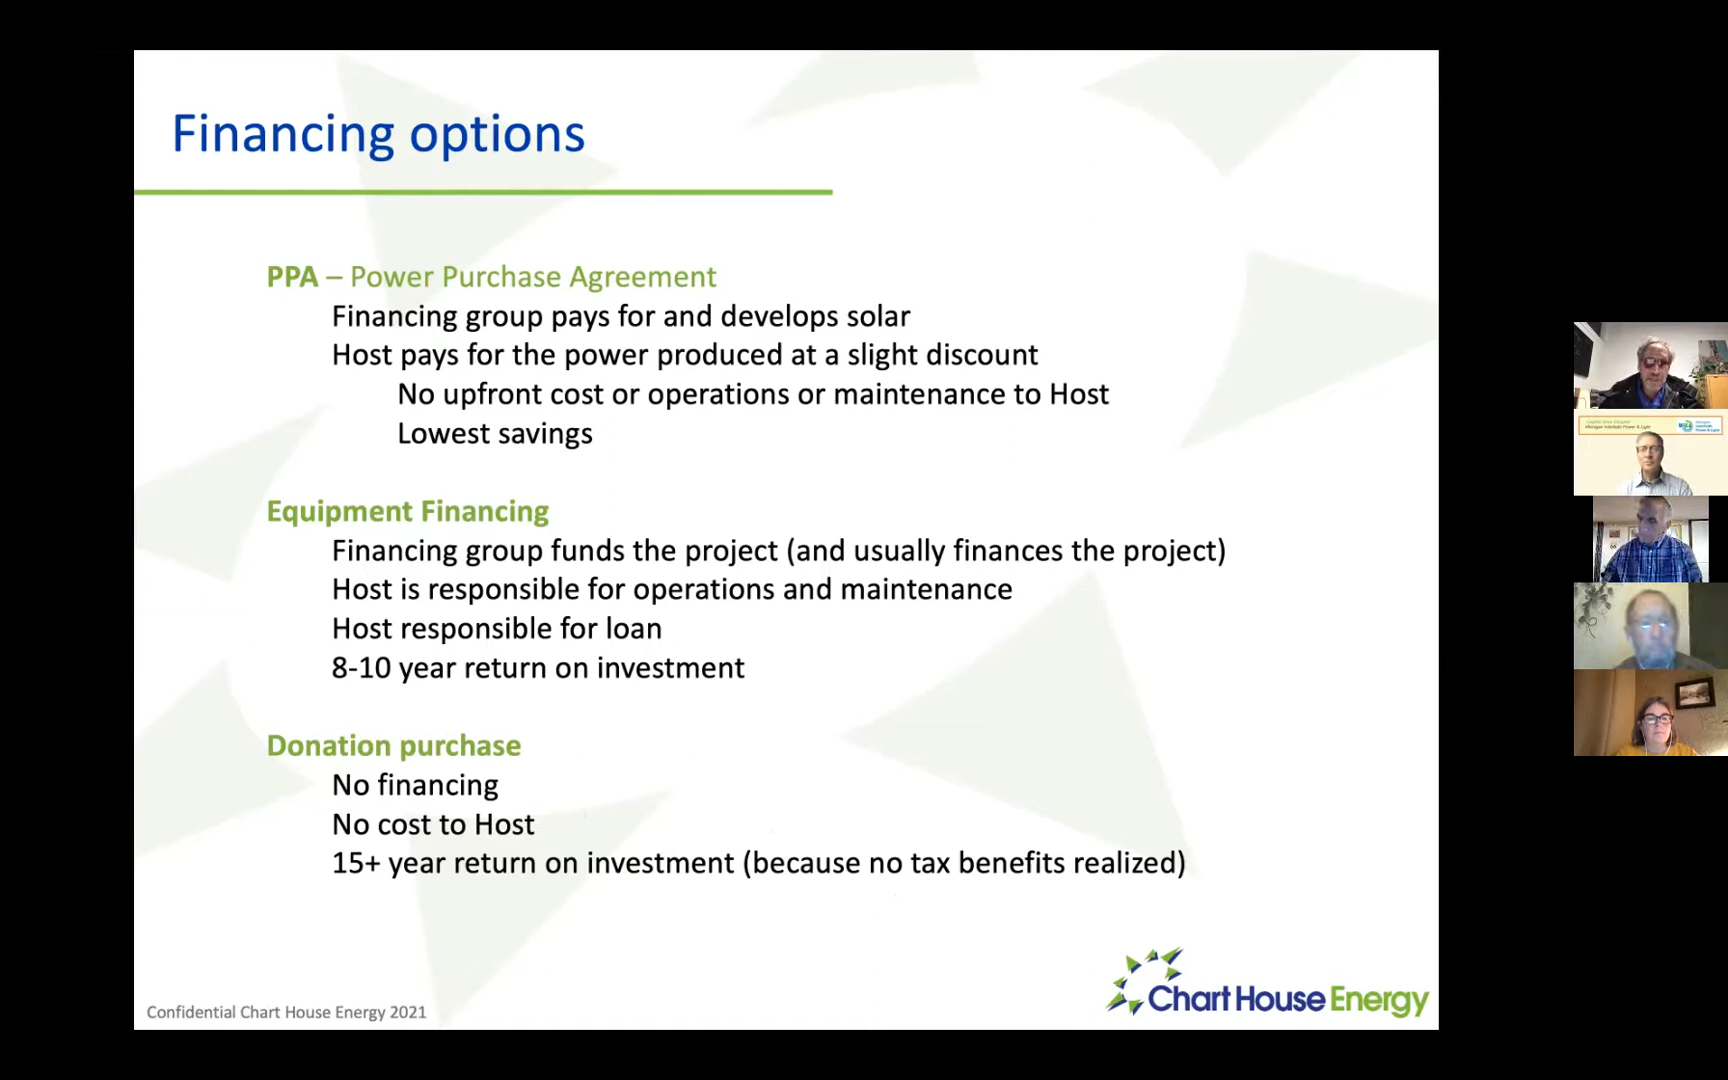 Financing options
PPA – Power Purchase Agreement
Financing group pays for and develops solar
Host pays for the power produced at a slight discount
No upfront cost or operations or maintenance to Host
Lowest savings
Equipment Financing
Financing group funds the project (and usually finances the project)
Host is responsible for operations and maintenance
Host responsible for loan
8-10 year return on investment
Donation purchase
No financing
No cost to Host
15+ year return on investment (because no tax benefits realized)
Confidential Chart House Energy 2021
Chart House Energy
Michigan Interfaith Power & Light